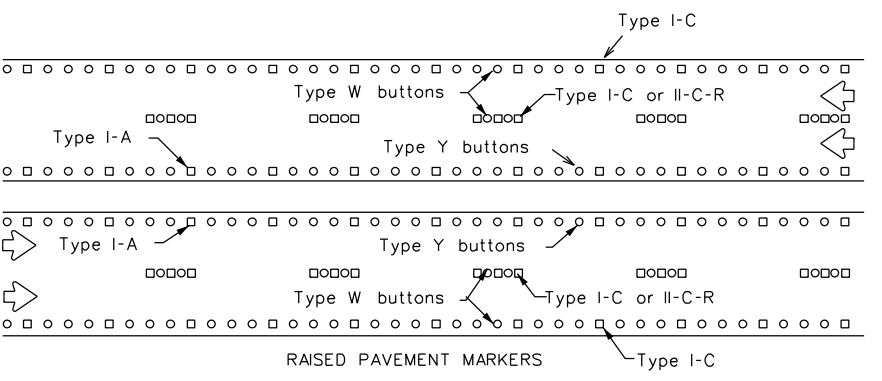 Type I-C
Type W buttons
Type I-C or II-C-R
Type I-A
Type Y buttons
Type I-A
Type Y buttons
Type W buttons
Type I-C or II-C-R
RAISED PAVEMENT MARKERS
Type I-C